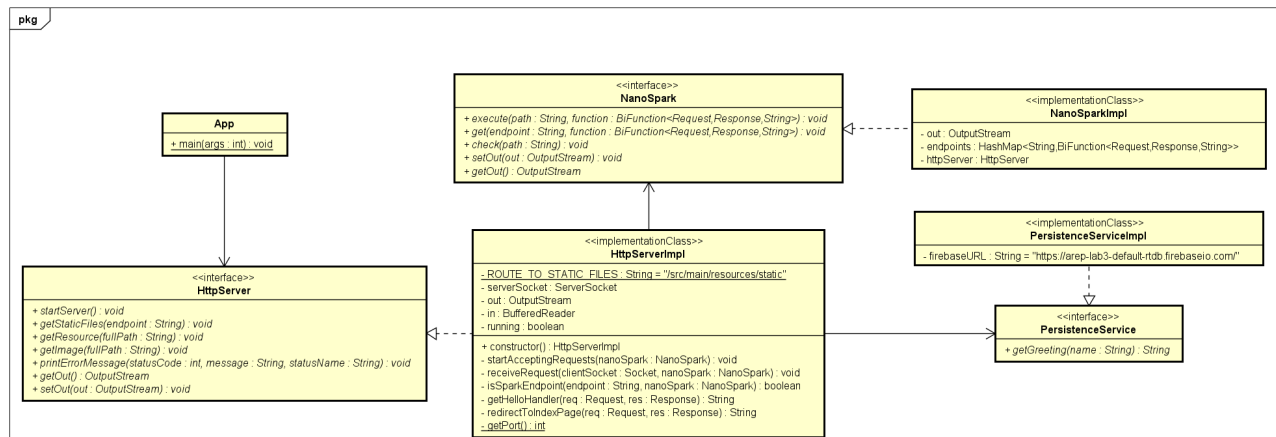 pkg
App
+ main(args : int) : void
<<interface>>
HttpServer
+ startServer() : void
+ getStaticFiles(endpoint : String) : void
+ getResource(fullPath : String) : void
+ getImage(fullPath : String) : void
+ printErrorMessage(statusCode : int, message : String, statusName : String) : void
+ getOut() : OutputStream
+ setOut(out : OutputStream) : void
<<interface>>
NanoSpark
+ execute(path : String, function : BiFunction<Request,Response,String>) : void
+ get(endpoint : String, function : BiFunction<Request,Response,String>) : void
+ check(path : String) : void
+ setOut(out : OutputStream) : void
+ getOut() : OutputStream
<<implementationClass>>
HttpServerImpl
- ROUTE_TO_STATIC_FILES : String = "/src/main/resources/static"
- serverSocket : ServerSocket
- out : OutputStream
- in : BufferedReader
- running : boolean
+ constructor() : HttpServerImpl
- startAcceptingRequests(nanoSpark : NanoSpark) : void
- receiveRequest(clientSocket : Socket, nanoSpark : NanoSpark) : void
- isSparkEndpoint(endpoint : String, nanoSpark : NanoSpark) : boolean
- getHelloHandler(req : Request, res : Response) : String
- redirectToIndexPage(req : Request, res : Response) : String
- getPort() : int
<<implementationClass>>
NanoSparkImpl
- out : OutputStream
- endpoints : HashMap<String,BiFunction<Request,Response,String>>
- httpServer : HttpServer
<<implementationClass>>
PersistenceServiceImpl
- firebaseURL : String = "https://arep-lab3-default-rtdb.firebaseio.com/"
<<interface>>
PersistenceService
+ getGreeting(name : String) : String